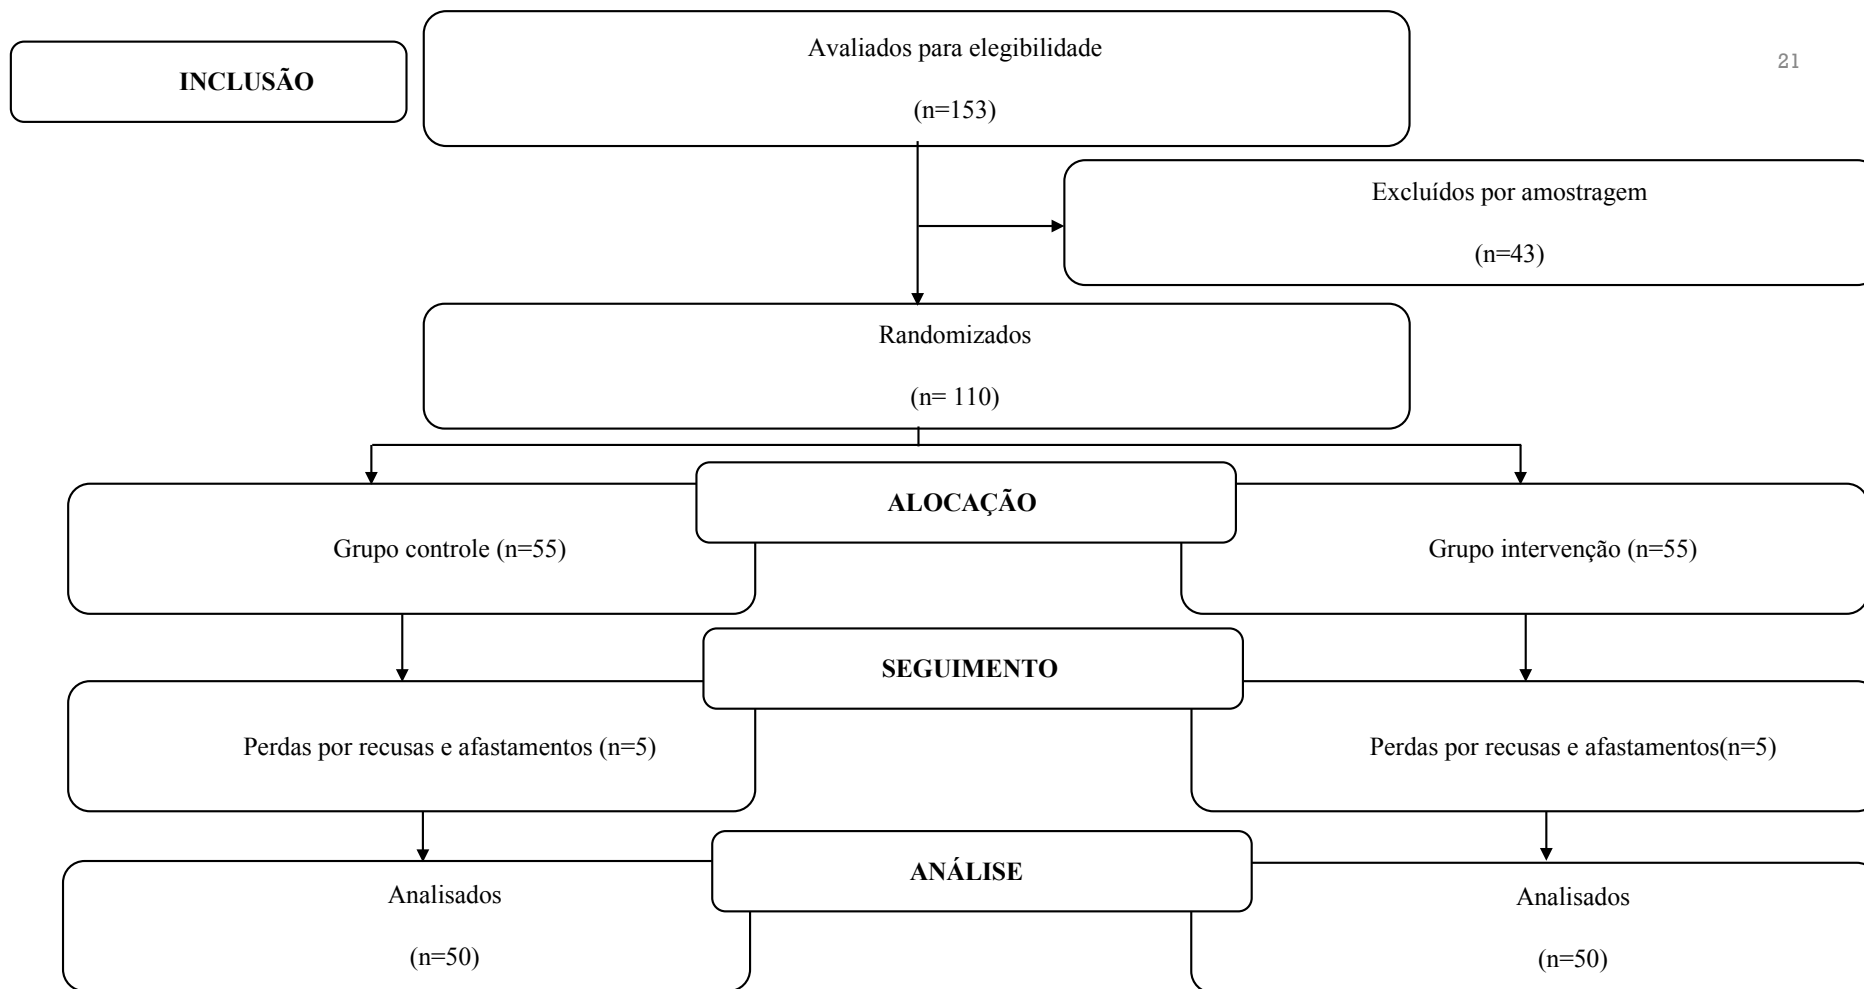 INCLUSÃO
Avaliados para elegibilidade
(n=153)
21
Excluídos por amostragem
(n=43)
Randomizados
(n= 110)
ALOCAÇÃO
Grupo controle (n=55)
Grupo intervenção (n=55)
SEGUIMENTO
Perdas por recusas e afastamentos (n=5)
Perdas por recusas e afastamentos(n=5)
ANÁLISE
Analisados
(n=50)
Analisados
(n=50)